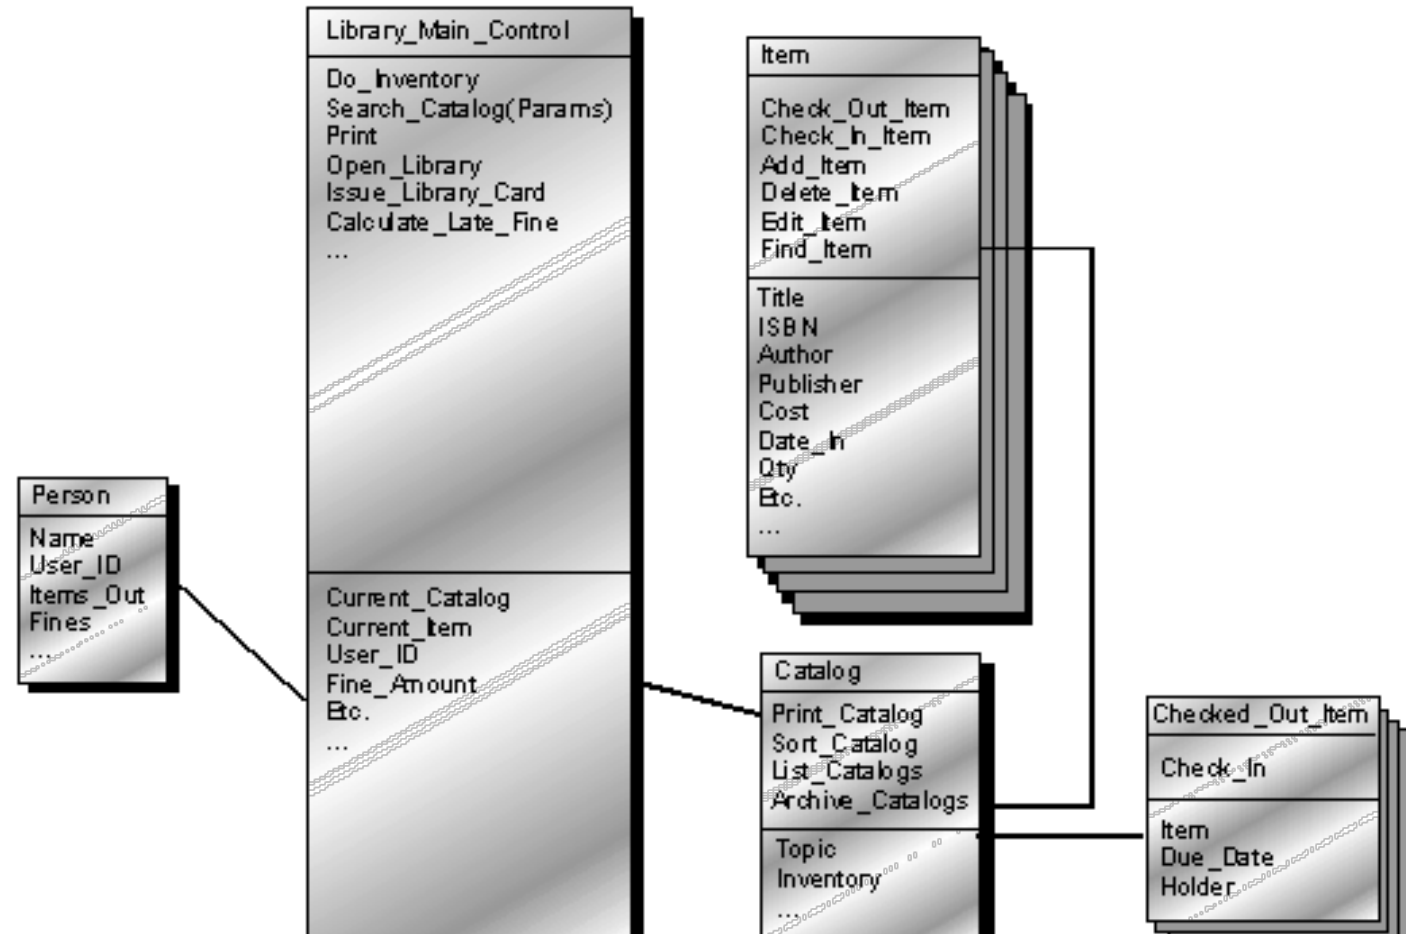 Library_Main_Control
Do_Inventory
Search_Catalog(Params)
Print
Open_Library
Issue_Library_Card
Calculate_Late_Fine
...
Current_Catalog
Current_Item
User_ID
Fine_Amount
Etc.
...
Item
Check_Out_Item
Check_In_Item
Add_Item
Delete_Item
Edit_Item
Find_Item
Title
ISBN
Author
Publisher
Cost
Date_In
Qty
Etc.
...
Person
Name
User_ID
Items_Out
Fines
...
Catalog
Print_Catalog
Sort_Catalog
List_Catalogs
Archive_Catalogs
Topic
Inventory
...
Checked_Out_Item
Check_In
Item
Due_Date
Holder